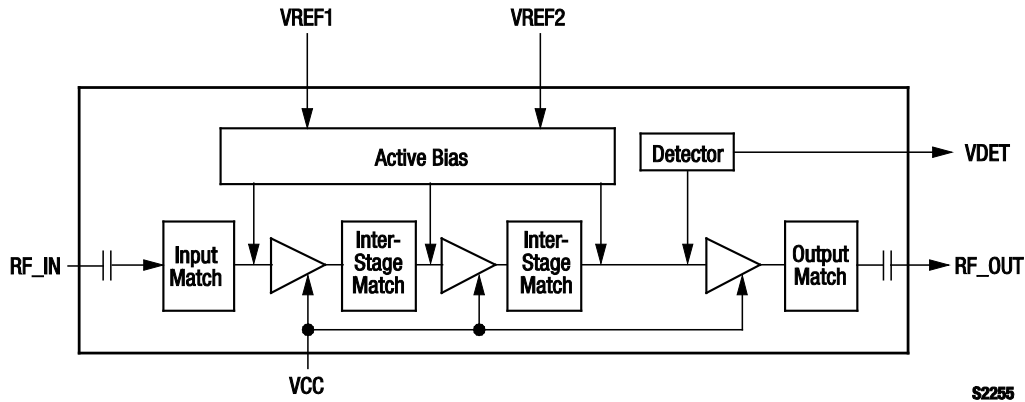 VREF1
VREF2
Active Bias
Detector
VDET
RF_IN
Input
Match
Inter-
Stage
Match
Inter-
Stage
Match
Output
Match
RF_OUT
VCC
S2255